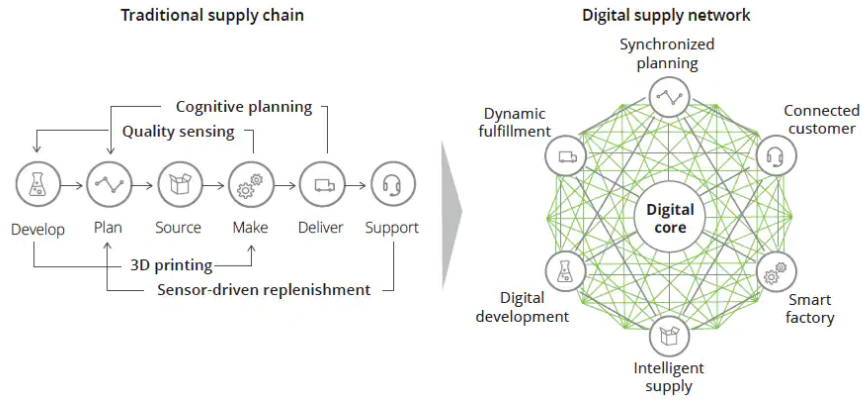 Traditional supply chain
Cognitive planning
Quality sensing
Develop
Plan
Source
Make
Deliver
Support
3D printing
Sensor-driven replenishment
Digital supply network
Synchronized
planning
Dynamic
fulfillment
Connected
customer
Digital
core
Digital
development
Smart
factory
Intelligent
supply